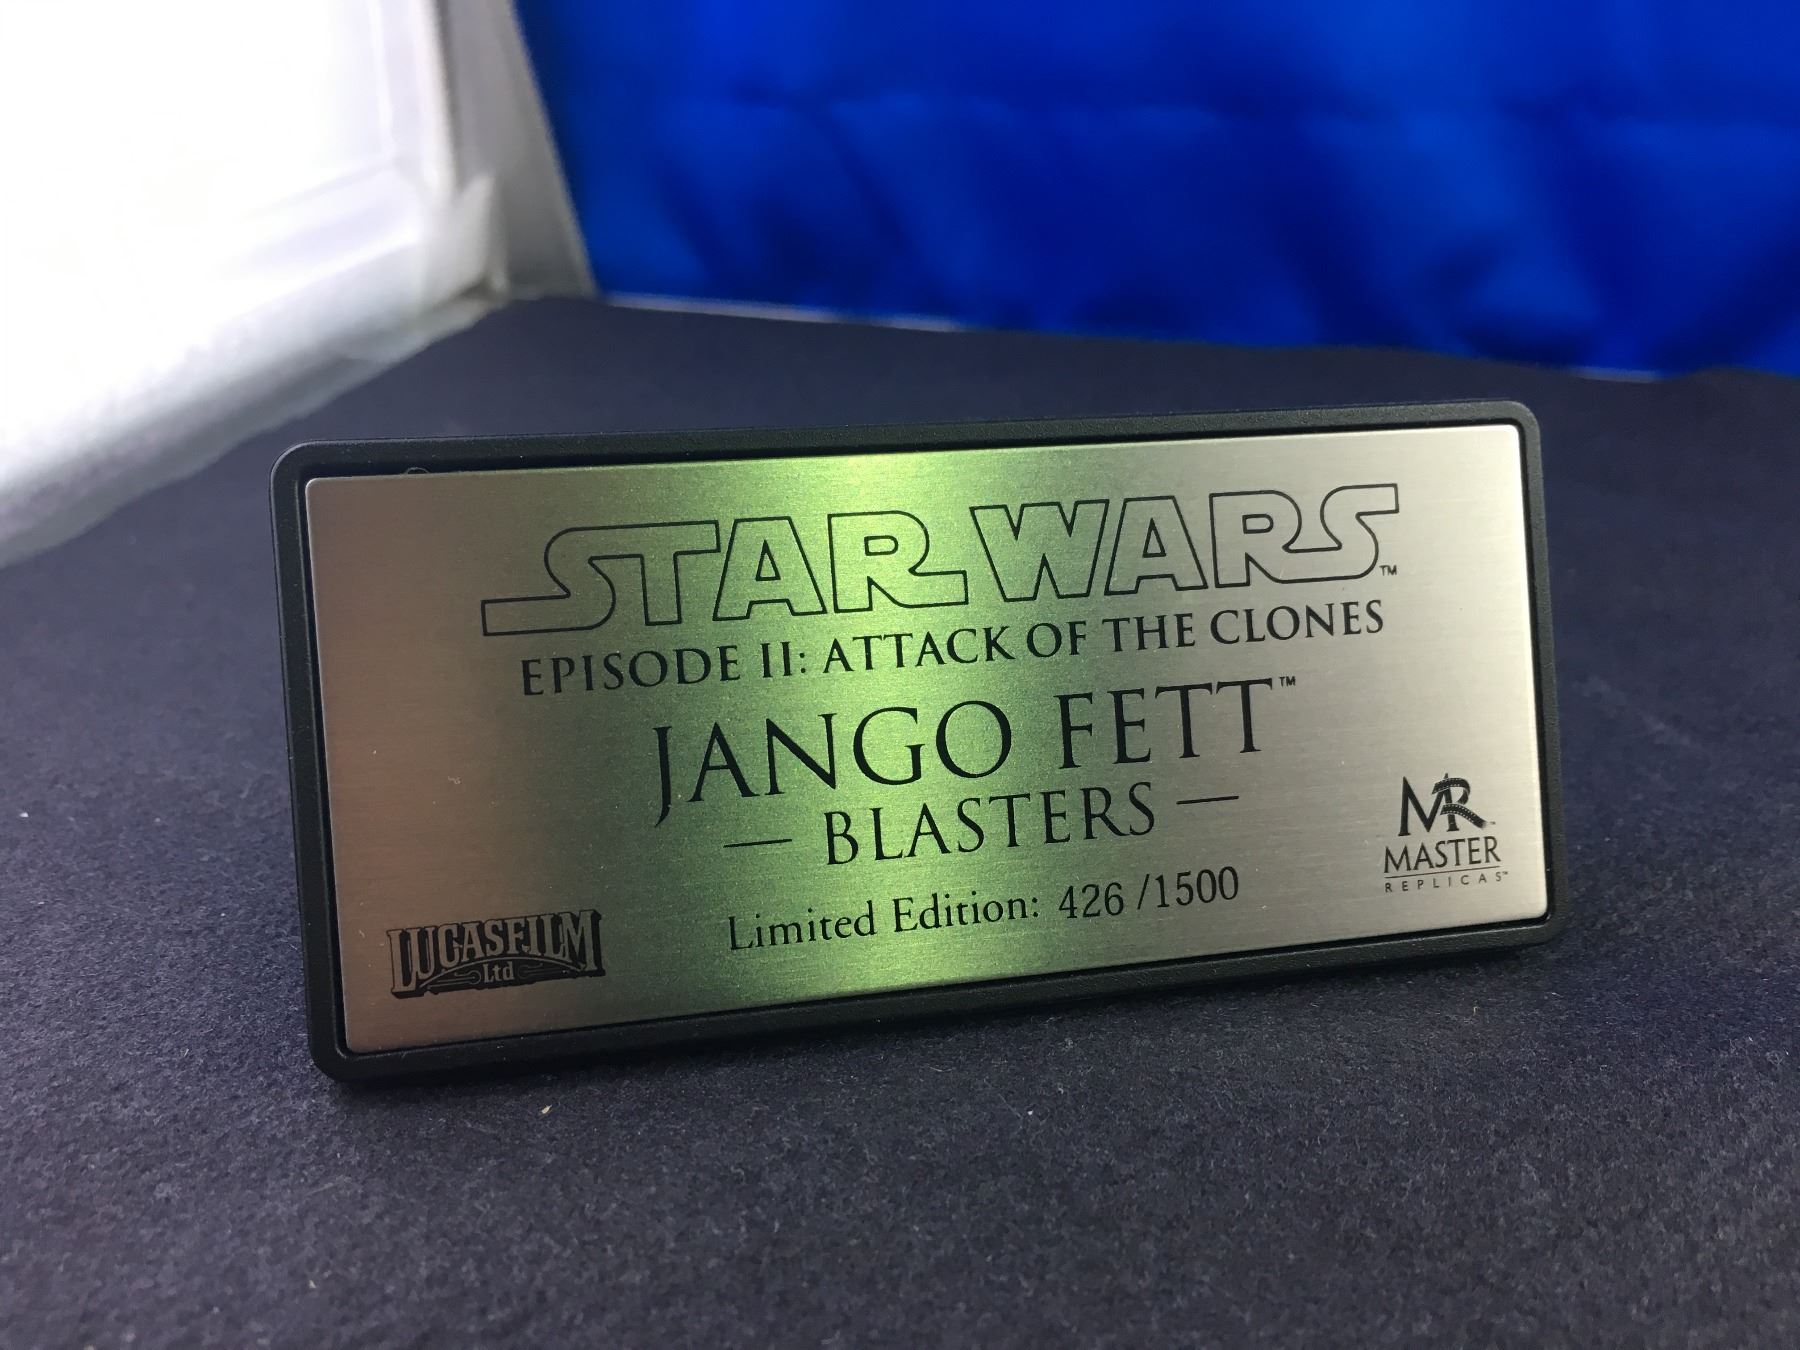 STAR WARS™
EPISODE II: ATTACK OF THE CLONES
JANGO FETT™
— BLASTERS —
Limited Edition: 426 /1500
LUCASFILM
Ltd
MR
MASTER
REPLICAS™